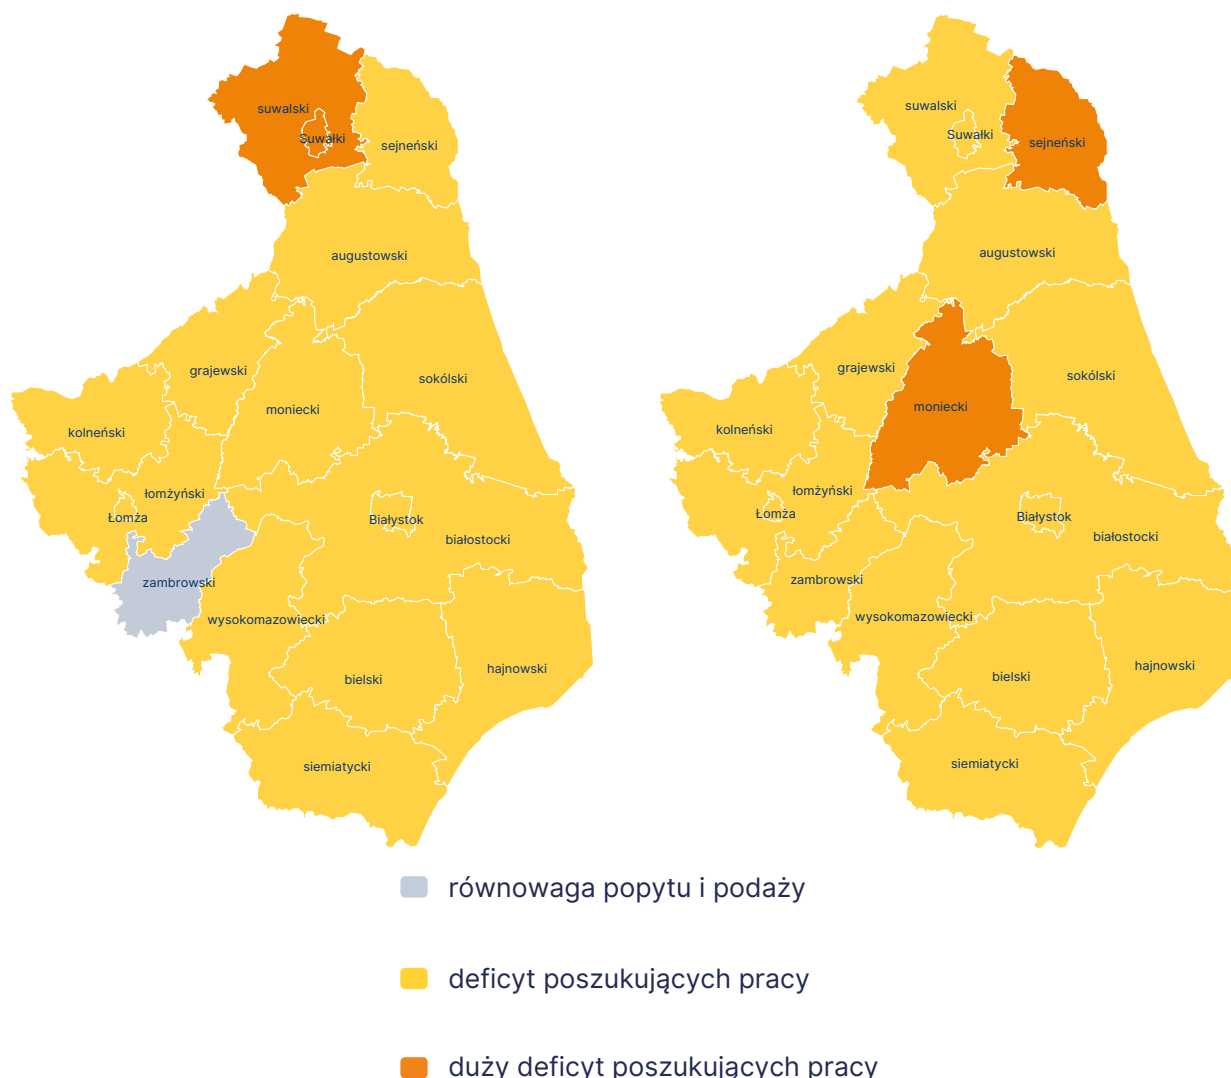 suwalski
Suwałki
sejneński
augustowski
grajewski
sokólski
moniecki
kolneński
łomżyński
Łomża
Białystok
białostocki
zambrowski
wysokomazowiecki
hajnowski
bielski
siemiatycki
suwalski
Suwałki
sejneński
augustowski
grajewski
sokólski
moniecki
kolneński
łomżyński
Łomża
Białystok
białostocki
zambrowski
wysokomazowiecki
hajnowski
bielski
siemiatycki
równowaga popytu i podaży
deficyt poszukujących pracy
duży deficyt poszukujących pracy